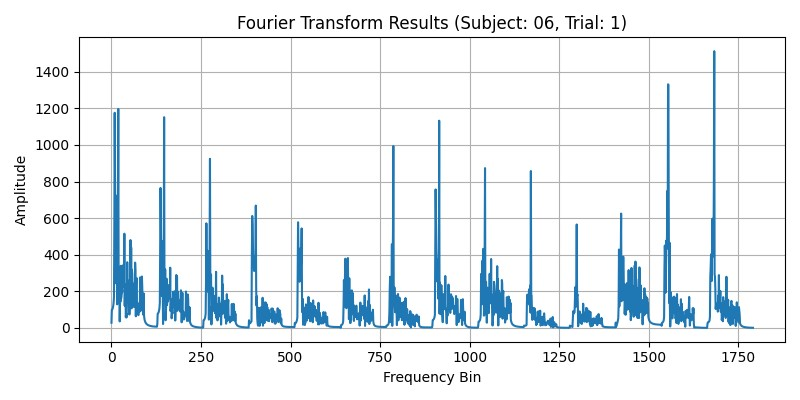 Fourier Transform Results (Subject: 06, Trial: 1)
1400
1200
1000
800
600
400
200
0
Amplitude
0 250 500 750 1000 1250 1500 1750
Frequency Bin